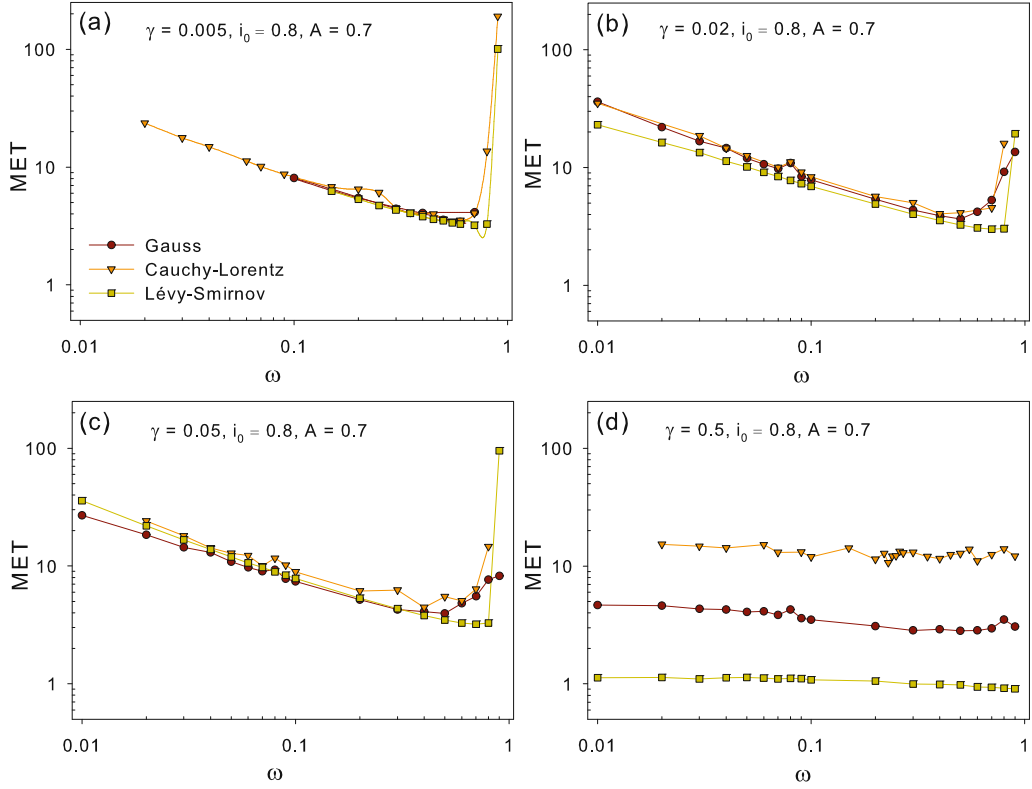 (a)
γ = 0.005, i₀ = 0.8, A = 0.7
MET
100
10
1
Gauss
Cauchy-Lorentz
Lévy-Smirnov
0.01
0.1
1
ω
(b)
γ = 0.02, i₀ = 0.8, A = 0.7
MET
100
10
1
0.01
0.1
1
ω
(c)
γ = 0.05, i₀ = 0.8, A = 0.7
MET
100
10
1
0.01
0.1
1
ω
(d)
γ = 0.5, i₀ = 0.8, A = 0.7
MET
100
10
1
0.01
0.1
1
ω